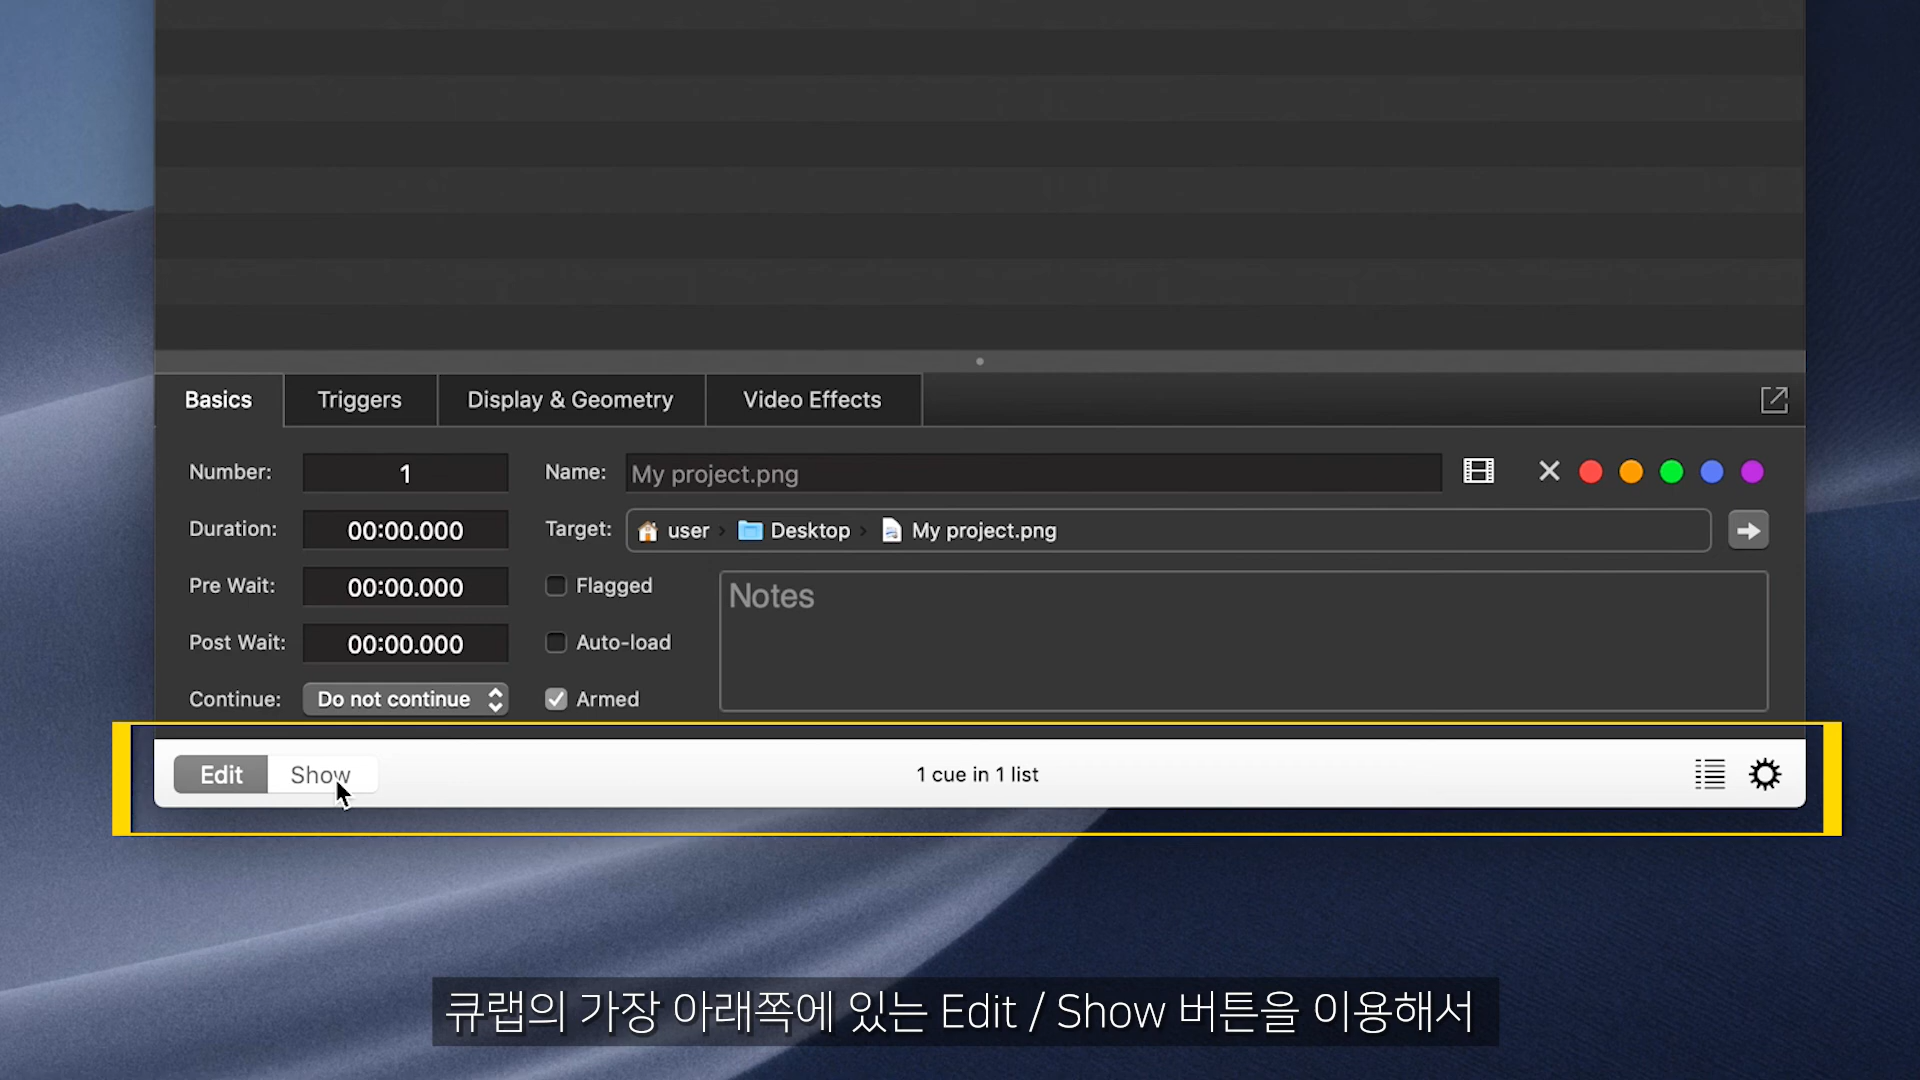 Basics Triggers Display & Geometry Video Effects
Number: 1 Name: My project.png
Duration: 00:00.000 Target: user › Desktop › My project.png
Pre Wait: 00:00.000 Flagged Notes
Post Wait: 00:00.000 Auto-load
Continue: Do not continue Armed
Edit Show 1 cue in 1 list
큐랩의 가장 아래쪽에 있는 Edit / Show 버튼을 이용해서